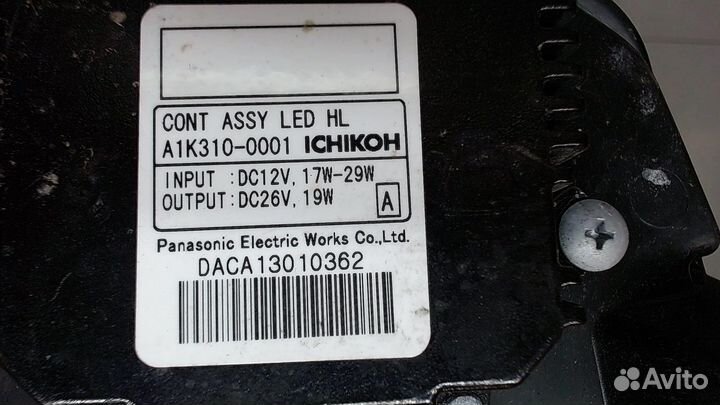 CONT ASSY LED HL
A1K310-0001 ICHIKOH
INPUT :DC12V, 17W-29W
OUTPUT:DC26V, 19W A
Panasonic Electric Works Co.,Ltd.
DACA13010362
Avito